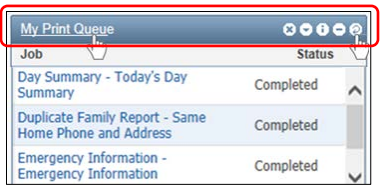 My Print Queue
Job Status
Day Summary - Today's Day
Summary Completed
Duplicate Family Report - Same
Home Phone and Address Completed
Emergency Information -
Emergency Information Completed